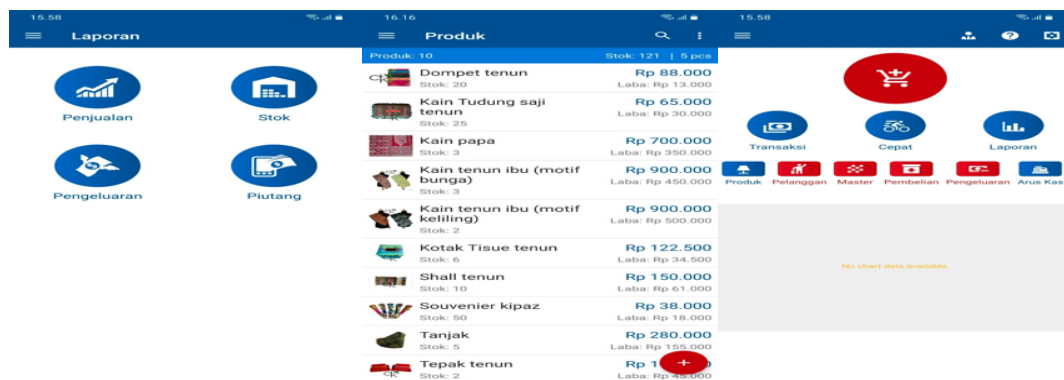 15.58
Laporan
Penjualan
Stok
Pengeluaran
Piutang
16.16
Produk
Produk: 10
Stok: 121 | 5 pcs
Dompet tenun
Rp 88.000
Stok: 20
Laba: Rp 13.000
Kain Tudung saji
tenun
Rp 65.000
Laba: Rp 30.000
Stok: 25
Kain papa
Rp 700.000
Stok: 3
Laba: Rp 350.000
Kain tenun ibu (motif
bunga)
Rp 900.000
Laba: Rp 450.000
Stok: 3
Kain tenun ibu (motif
keliling)
Rp 900.000
Laba: Rp 500.000
Stok: 2
Kotak Tisue tenun
Rp 122.500
Stok: 6
Laba: Rp 34.500
Shall tenun
Rp 150.000
Stok: 10
Laba: Rp 61.000
Souvenier kipaz
Rp 38.000
Stok: 50
Laba: Rp 18.000
Tanjak
Rp 280.000
Stok: 5
Laba: Rp 155.000
Tepak tenun
Rp 1
Stok: 2
Laba: Rp 45.000
15.58
Transaksi
Cepat
Laporan
Produk
Pelanggan
Master
Pembelian
Pengeluaran
Arus Kas
No chart data available.